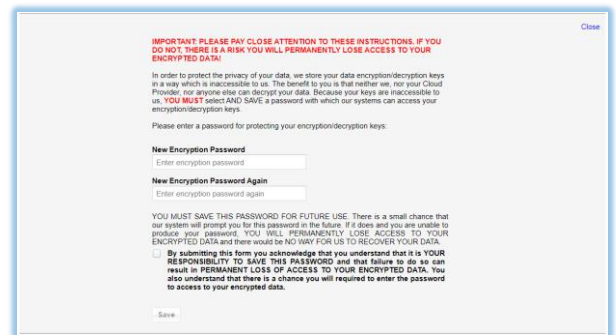 Close
IMPORTANT: PLEASE PAY CLOSE ATTENTION TO THESE INSTRUCTIONS. IF YOU
DO NOT, THERE IS A RISK YOU WILL PERMANENTLY LOSE ACCESS TO YOUR
ENCRYPTED DATA!
In order to protect the privacy of your data, we store your data encryption/decryption keys
in a way which is inaccessible to us. The benefit to you is that neither we, nor your Cloud
Provider, nor anyone else can decrypt your data. Because your keys are inaccessible to
us, YOU MUST select AND SAVE a password with which our systems can access your
encryption/decryption keys.
Please enter a password for protecting your encryption/decryption keys:
New Encryption Password
Enter encryption password
New Encryption Password Again
Enter encryption password again
YOU MUST SAVE THIS PASSWORD FOR FUTURE USE. There is a small chance that
our system will prompt you for this password in the future. If it does and you are unable to
produce your password, YOU WILL PERMANENTLY LOSE ACCESS TO YOUR
ENCRYPTED DATA and there would be NO WAY FOR US TO RECOVER YOUR DATA.
By submitting this form you acknowledge that you understand that it is YOUR
RESPONSIBILITY TO SAVE THIS PASSWORD and that failure to do so can
result in PERMANENT LOSS OF ACCESS TO YOUR ENCRYPTED DATA. You
also understand that there is a chance you will required to enter the password
to access to your encrypted data.
Save